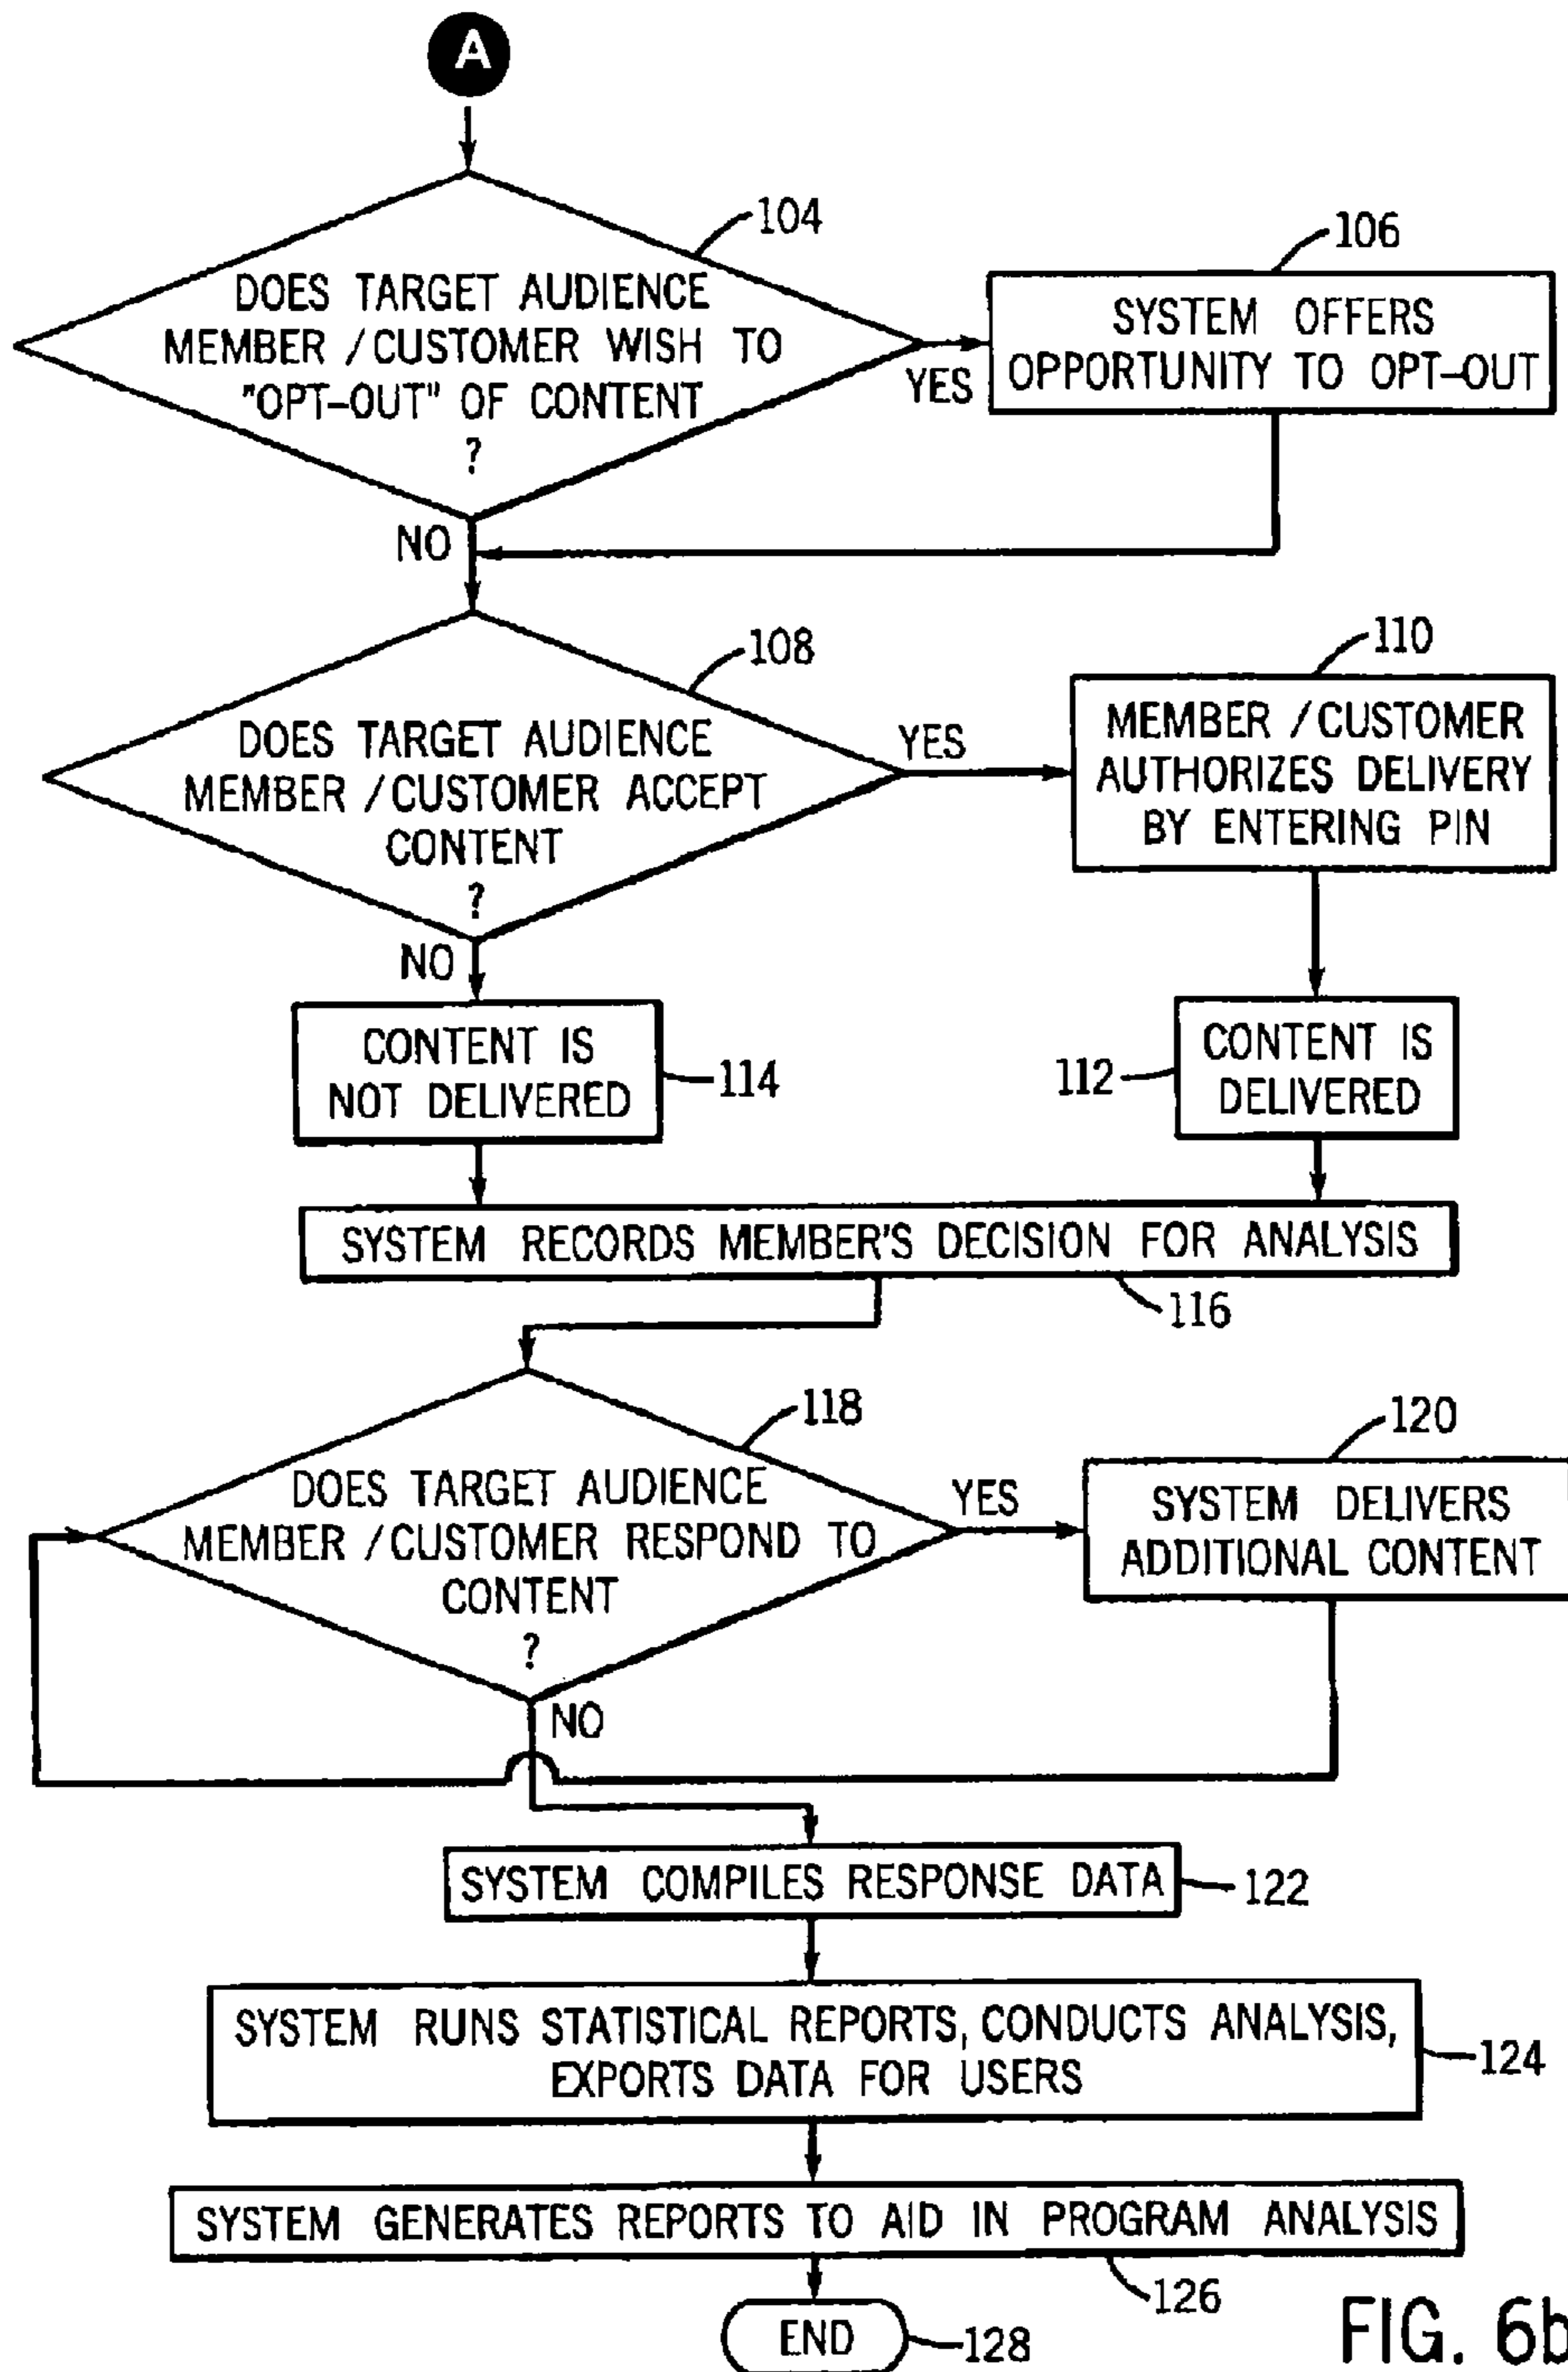 A
104
DOES TARGET AUDIENCE
MEMBER /CUSTOMER WISH TO
"OPT-OUT" OF CONTENT
?
YES
106
SYSTEM OFFERS
OPPORTUNITY TO OPT-OUT
NO
108
DOES TARGET AUDIENCE
MEMBER /CUSTOMER ACCEPT
CONTENT
?
YES
110
MEMBER /CUSTOMER
AUTHORIZES DELIVERY
BY ENTERING PIN
NO
CONTENT IS
NOT DELIVERED
114
112
CONTENT IS
DELIVERED
SYSTEM RECORDS MEMBER'S DECISION FOR ANALYSIS
116
118
DOES TARGET AUDIENCE
MEMBER /CUSTOMER RESPOND TO
CONTENT
?
YES
120
SYSTEM DELIVERS
ADDITIONAL CONTENT
NO
SYSTEM COMPILES RESPONSE DATA
122
SYSTEM RUNS STATISTICAL REPORTS, CONDUCTS ANALYSIS,
EXPORTS DATA FOR USERS
124
SYSTEM GENERATES REPORTS TO AID IN PROGRAM ANALYSIS
126
END
128
FIG. 6b